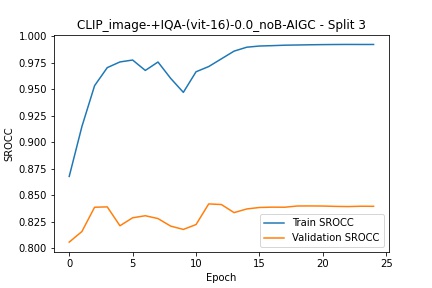 CLIP_image-+IQA-(vit-16)-0.0_noB-AIGC - Split 3
1.000
0.975
0.950
0.925
0.900
0.875
0.850
0.825
0.800
SROCC
Train SROCC
Validation SROCC
0 5 10 15 20 25
Epoch